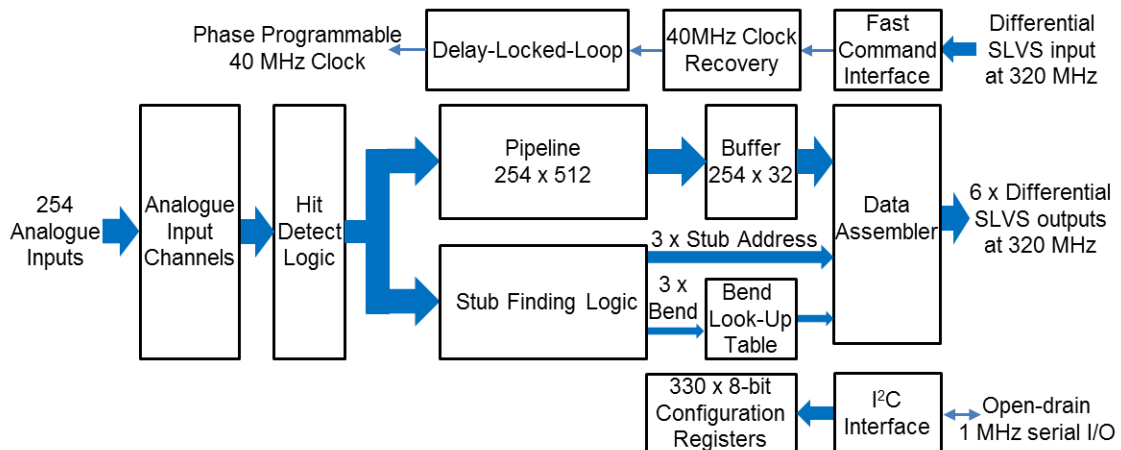 Phase Programmable
40 MHz Clock
Delay-Locked-Loop
40MHz Clock
Recovery
Fast
Command
Interface
Differential
SLVS input
at 320 MHz
254
Analogue
Inputs
Analogue
Input
Channels
Hit
Detect
Logic
Pipeline
254 x 512
Buffer
254 x 32
Stub Finding Logic
3 x Stub Address
3 x
Bend
Bend
Look-Up
Table
Data
Assembler
6 x Differential
SLVS outputs
at 320 MHz
330 x 8-bit
Configuration
Registers
I²C
Interface
Open-drain
1 MHz serial I/O